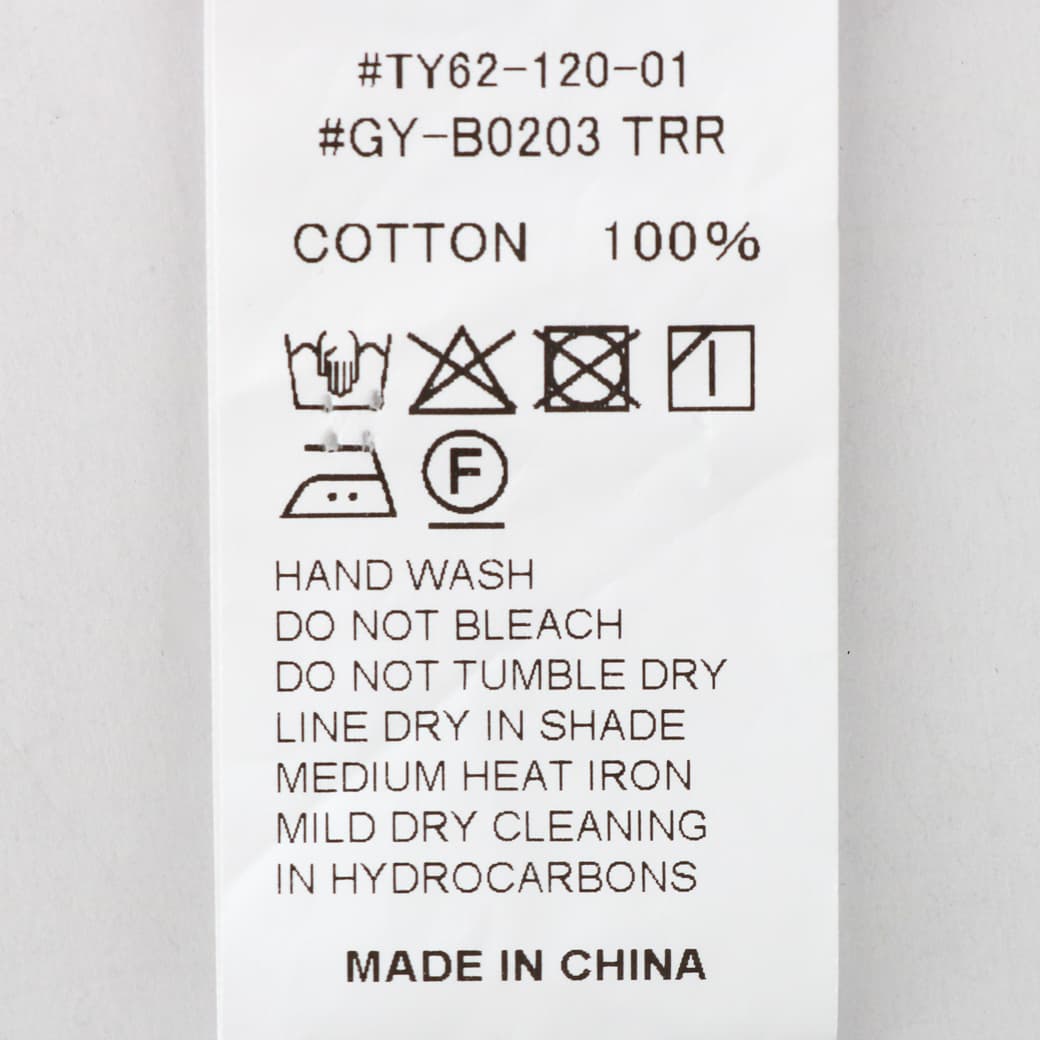 #TY62-120-01
#GY-B0203 TRR
COTTON 100%
F
HAND WASH
DO NOT BLEACH
DO NOT TUMBLE DRY
LINE DRY IN SHADE
MEDIUM HEAT IRON
MILD DRY CLEANING
IN HYDROCARBONS
MADE IN CHINA